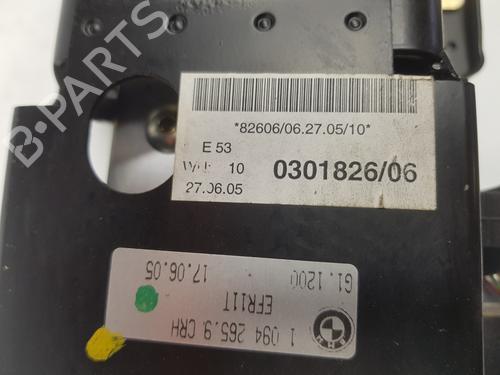 B-PARTS
*82606/06.27.05/10*
E 53
10 0301826/06
27.06.05
61.1200 17.06.05
EFR11T
1 094 265.9 CRH
BMW